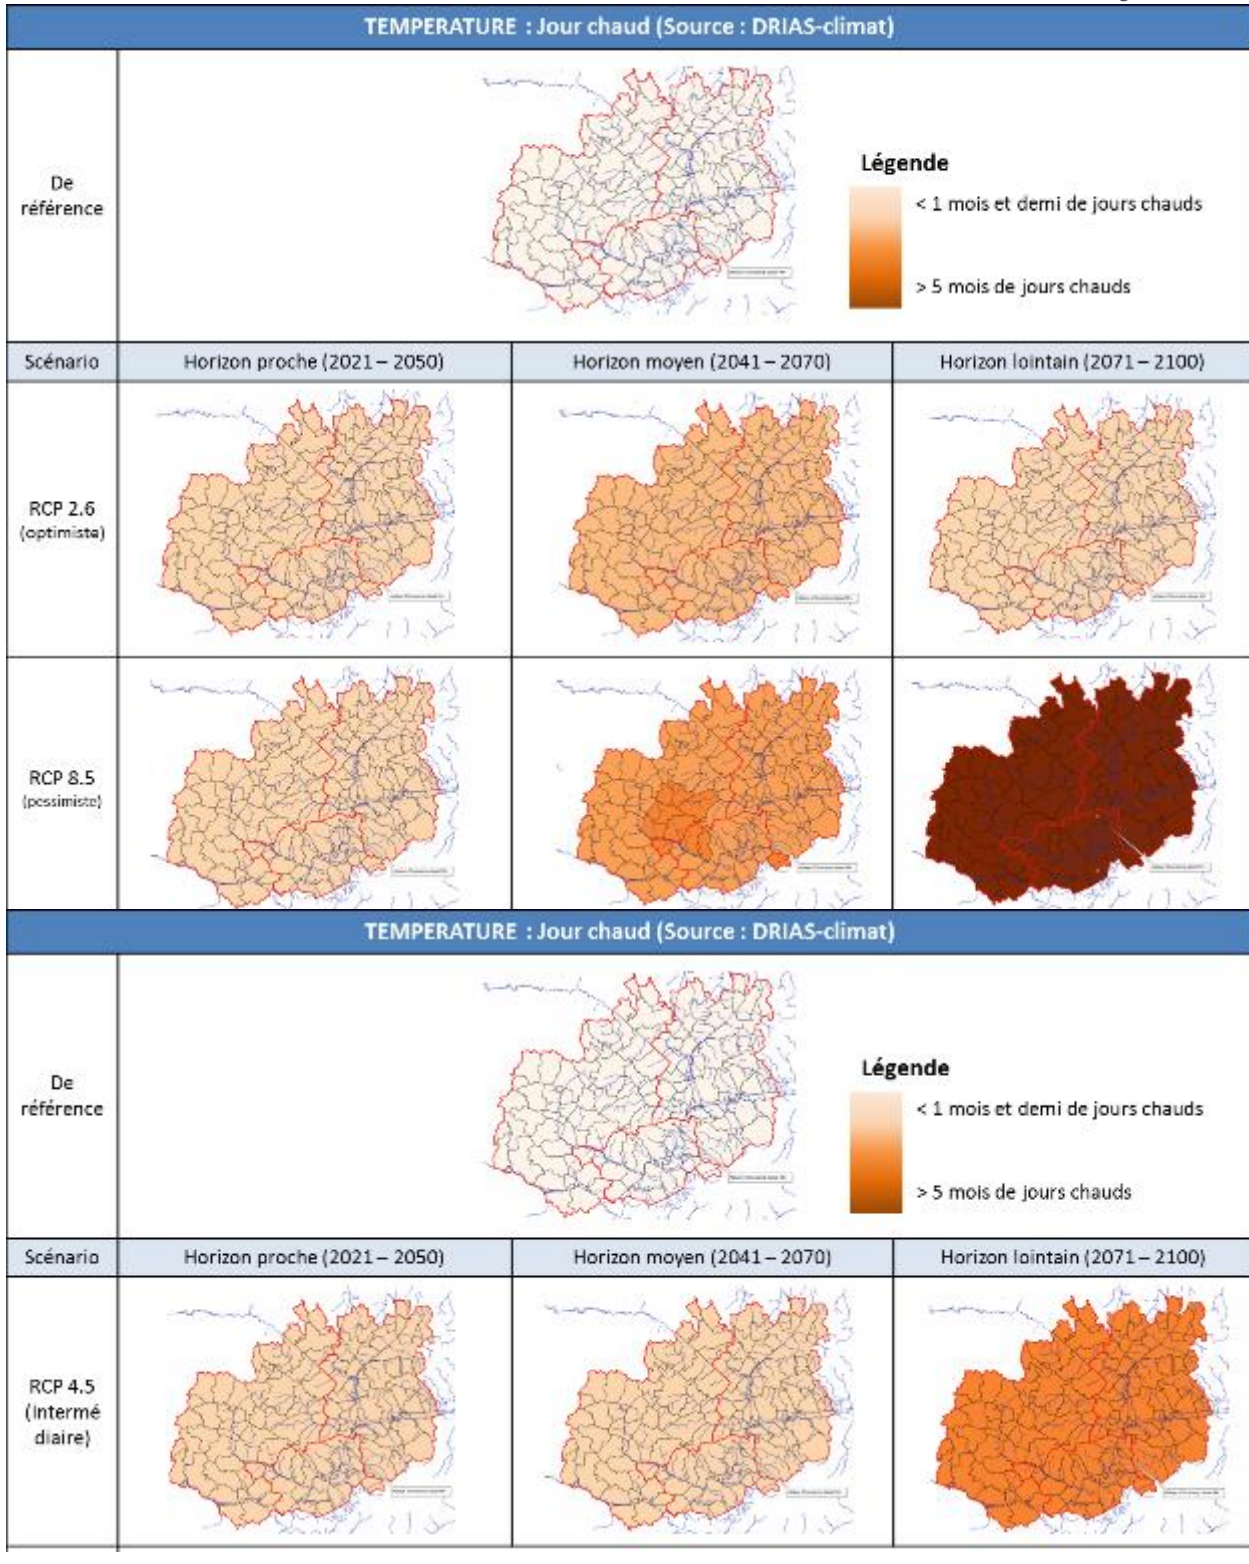 TEMPERATURE : Jour chaud (Source : DRIAS-climat)
De
référence
Légende
< 1 mois et demi de jours chauds
> 5 mois de jours chauds
Scénario
Horizon proche (2021 – 2050)
Horizon moyen (2041 – 2070)
Horizon lointain (2071 – 2100)
RCP 2.6
(optimiste)
RCP 8.5
(pessimiste)
TEMPERATURE : Jour chaud (Source : DRIAS-climat)
De
référence
Légende
< 1 mois et demi de jours chauds
> 5 mois de jours chauds
Scénario
Horizon proche (2021 – 2050)
Horizon moyen (2041 – 2070)
Horizon lointain (2071 – 2100)
RCP 4.5
(intermé
diaire)